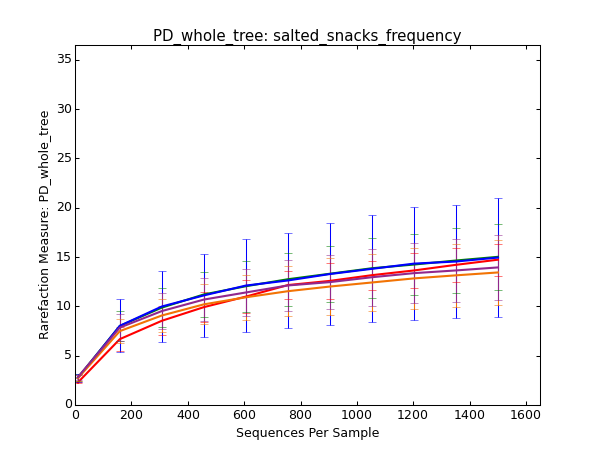 PD_whole_tree: salted_snacks_frequency
35
30
25
20
15
10
5
0
Rarefaction Measure: PD_whole_tree
0 200 400 600 800 1000 1200 1400 1600
Sequences Per Sample